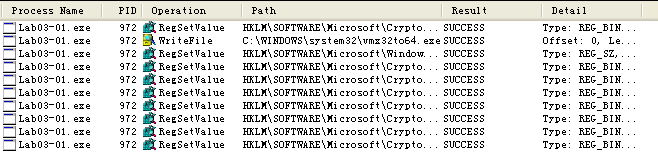 Process Name PID Operation Path Result Detail
Lab03-01.exe 972 RegSetValue HKLM\SOFTWARE\Microsoft\Crypto... SUCCESS Type: REG_BIN...
Lab03-01.exe 972 WriteFile C:\WINDOWS\system32\vmx32to64.exe SUCCESS Offset: 0, Le...
Lab03-01.exe 972 RegSetValue HKLM\SOFTWARE\Microsoft\Window... SUCCESS Type: REG_SZ,...
Lab03-01.exe 972 RegSetValue HKLM\SOFTWARE\Microsoft\Crypto... SUCCESS Type: REG_BIN...
Lab03-01.exe 972 RegSetValue HKLM\SOFTWARE\Microsoft\Crypto... SUCCESS Type: REG_BIN...
Lab03-01.exe 972 RegSetValue HKLM\SOFTWARE\Microsoft\Crypto... SUCCESS Type: REG_BIN...
Lab03-01.exe 972 RegSetValue HKLM\SOFTWARE\Microsoft\Crypto... SUCCESS Type: REG_BIN...
Lab03-01.exe 972 RegSetValue HKLM\SOFTWARE\Microsoft\Crypto... SUCCESS Type: REG_BIN...
Lab03-01.exe 972 RegSetValue HKLM\SOFTWARE\Microsoft\Crypto... SUCCESS Type: REG_BIN...
Lab03-01.exe 972 RegSetValue HKLM\SOFTWARE\Microsoft\Crypto... SUCCESS Type: REG_BIN...